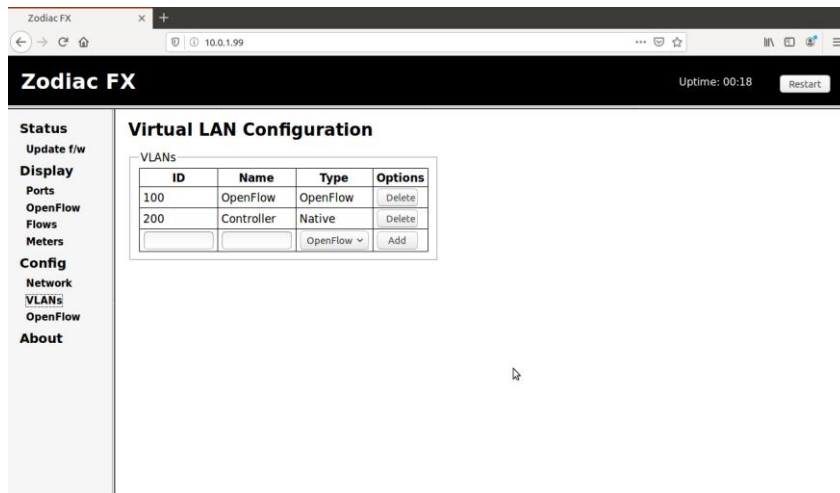 Zodiac FX
10.0.1.99
Zodiac FX
Uptime: 00:18
Restart
Status
Update f/w
Display
Ports
OpenFlow
Flows
Meters
Config
Network
VLANs
OpenFlow
About
Virtual LAN Configuration
VLANs
ID Name Type Options
100 OpenFlow OpenFlow Delete
200 Controller Native Delete
OpenFlow Add